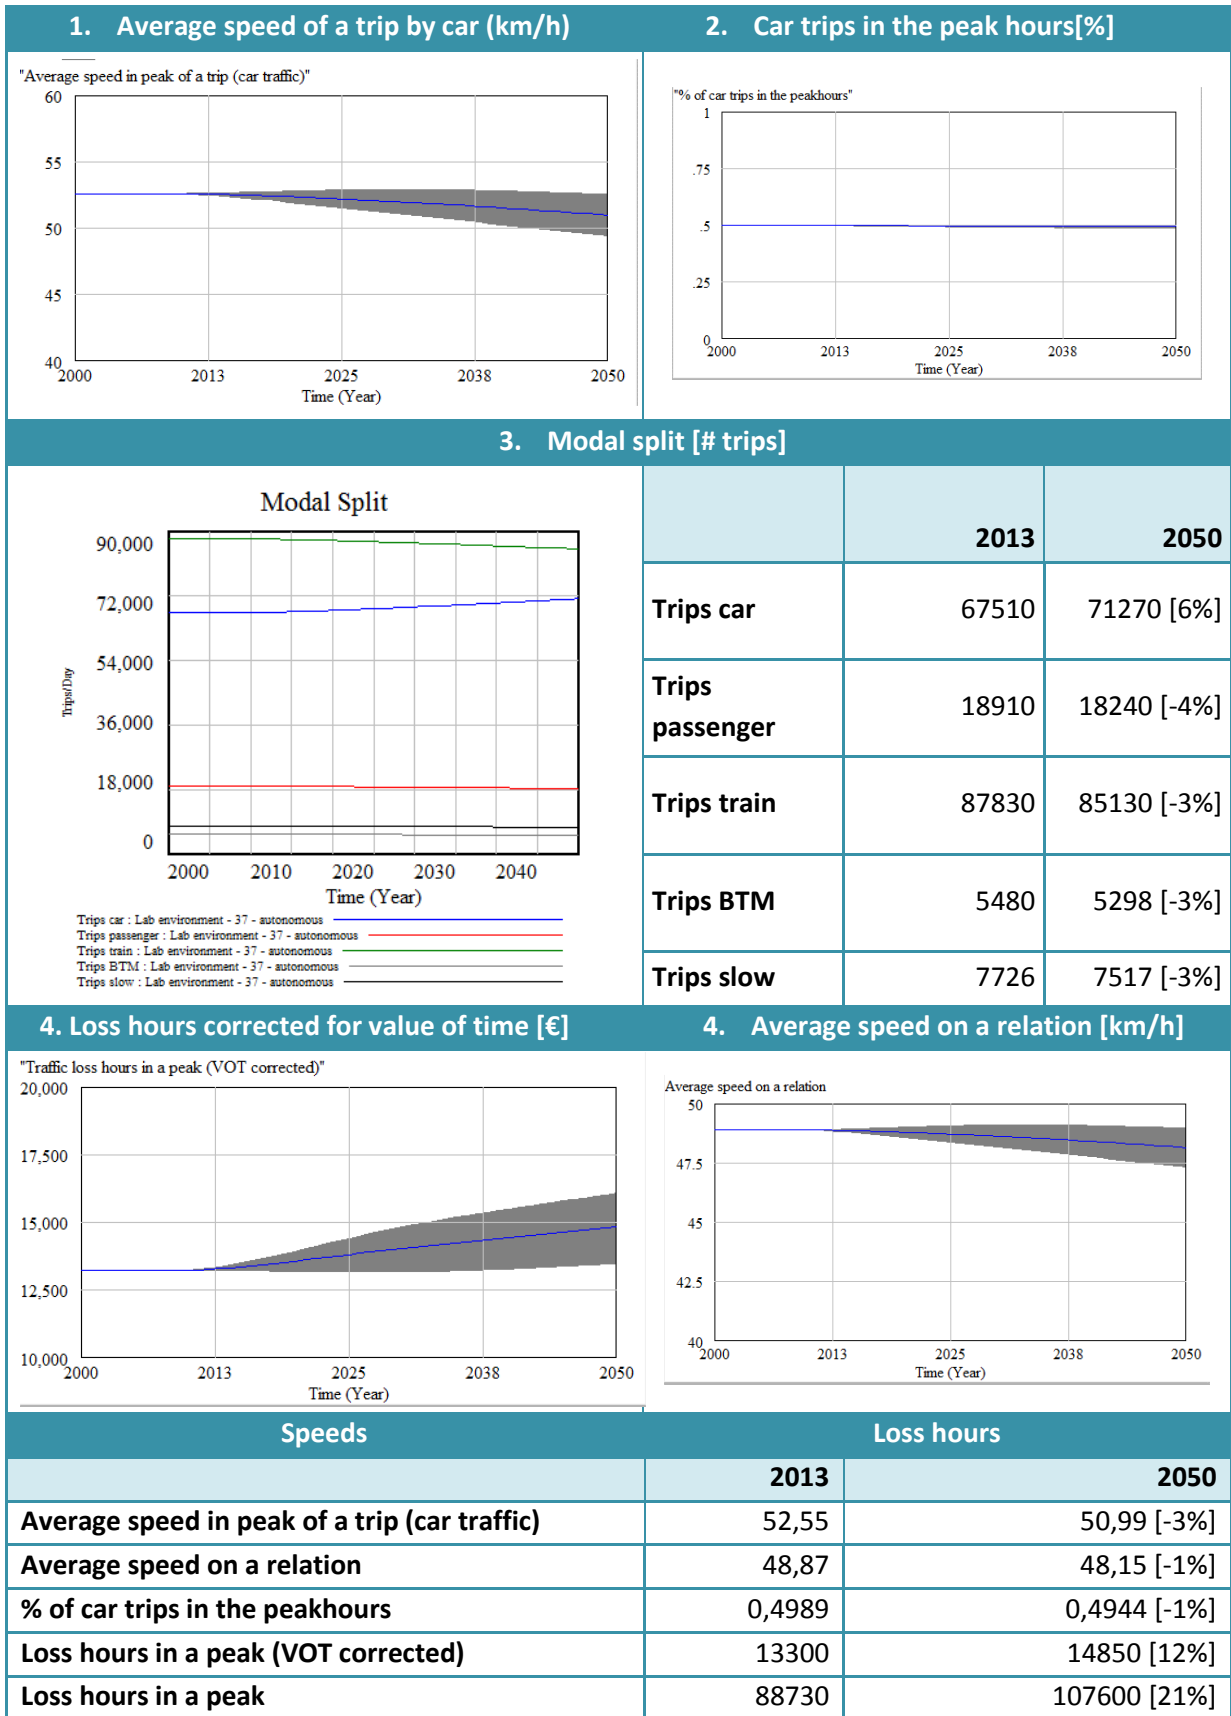 1. Average speed of a trip by car (km/h)
2. Car trips in the peak hours[%]
"Average speed in peak of a trip (car traffic)"
60
55
50
45
40
2000 2013 2025 2038 2050
Time (Year)
"% of car trips in the peakhours"
1
.75
.5
.25
0
2000 2013 2025 2038 2050
Time (Year)
3. Modal split [# trips]
Modal Split
90,000
72,000
54,000
36,000
18,000
0
Trips/Day
2000 2010 2020 2030 2040
Time (Year)
Trips car : Lab environment - 37 - autonomous
Trips passenger : Lab environment - 37 - autonomous
Trips train : Lab environment - 37 - autonomous
Trips BTM : Lab environment - 37 - autonomous
Trips slow : Lab environment - 37 - autonomous
2013 2050
Trips car 67510 71270 [6%]
Trips
passenger 18910 18240 [-4%]
Trips train 87830 85130 [-3%]
Trips BTM 5480 5298 [-3%]
Trips slow 7726 7517 [-3%]
4. Loss hours corrected for value of time [€]
4. Average speed on a relation [km/h]
"Traffic loss hours in a peak (VOT corrected)"
20,000
17,500
15,000
12,500
10,000
2000 2013 2025 2038 2050
Time (Year)
Average speed on a relation
50
47.5
45
42.5
40
2000 2013 2025 2038 2050
Time (Year)
Speeds Loss hours
2013 2050
Average speed in peak of a trip (car traffic) 52,55 50,99 [-3%]
Average speed on a relation 48,87 48,15 [-1%]
% of car trips in the peakhours 0,4989 0,4944 [-1%]
Loss hours in a peak (VOT corrected) 13300 14850 [12%]
Loss hours in a peak 88730 107600 [21%]